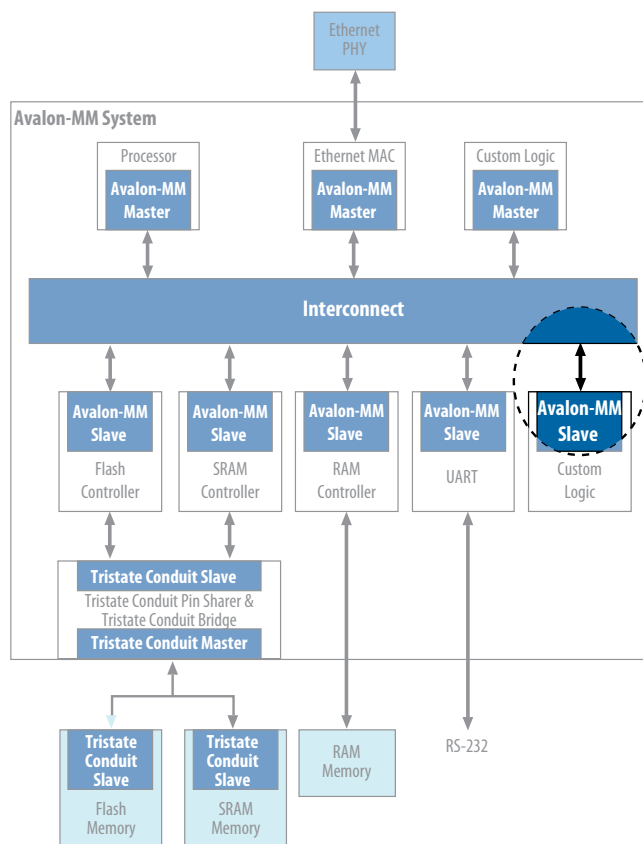 Ethernet
PHY
Avalon-MM System
Processor
Avalon-MM
Master
Ethernet MAC
Avalon-MM
Master
Custom Logic
Avalon-MM
Master
Interconnect
Avalon-MM
Slave
Flash
Controller
Avalon-MM
Slave
SRAM
Controller
Avalon-MM
Slave
RAM
Controller
Avalon-MM
Slave
UART
Avalon-MM
Slave
Custom
Logic
Tristate Conduit Slave
Tristate Conduit Pin Sharer &
Tristate Conduit Bridge
Tristate Conduit Master
Tristate
Conduit
Slave
Flash
Memory
Tristate
Conduit
Slave
SRAM
Memory
RAM
Memory
RS-232